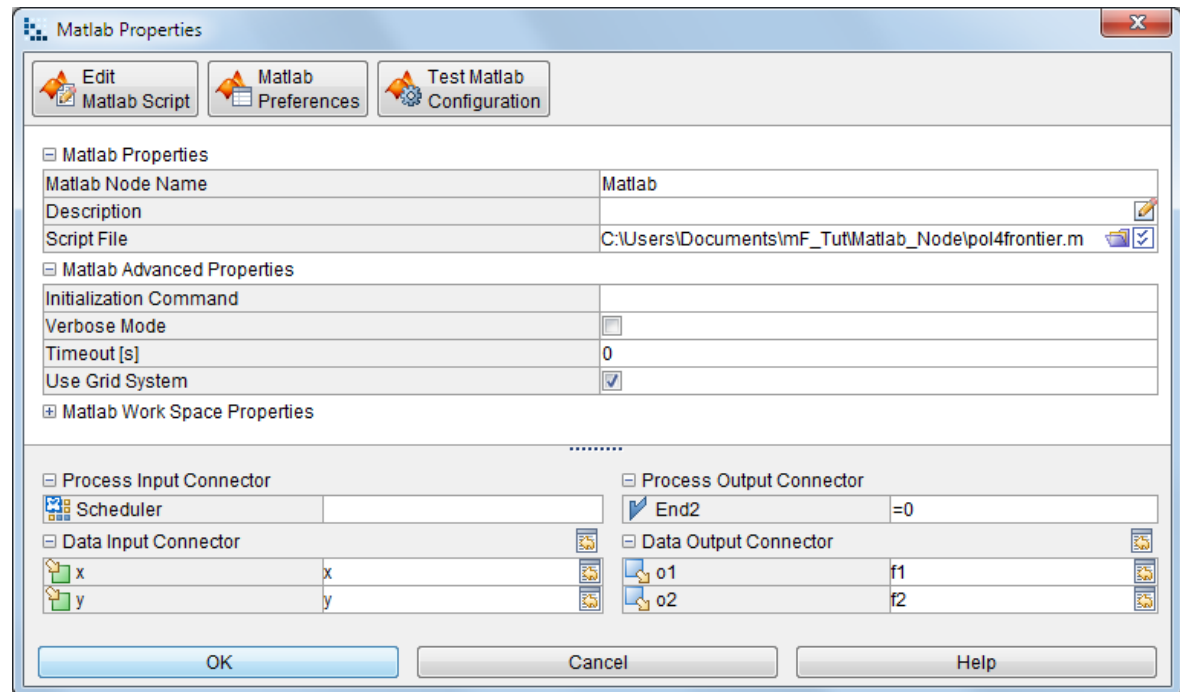 Matlab Properties
Edit
Matlab Script
Matlab
Preferences
Test Matlab
Configuration
Matlab Properties
Matlab Node Name Matlab
Description
Script File C:\Users\Documents\mF_Tut\Matlab_Node\pol4frontier.m
Matlab Advanced Properties
Initialization Command
Verbose Mode
Timeout [s] 0
Use Grid System
Matlab Work Space Properties
Process Input Connector
Scheduler
Data Input Connector
x x
y y
Process Output Connector
End2 =0
Data Output Connector
o1 f1
o2 f2
OK Cancel Help